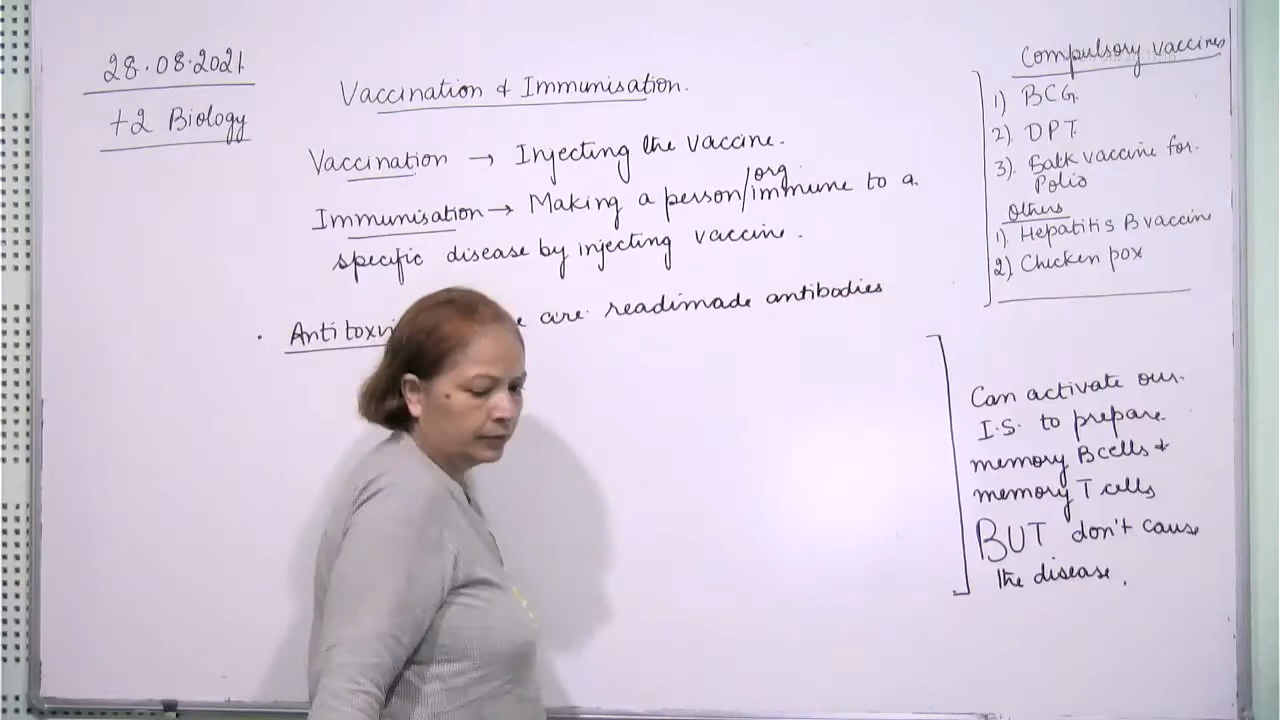 28.08.2021
+2 Biology
Vaccination & Immunisation.
Vaccination → Injecting the vaccine.
Immunisation → Making a person/org immune to a
specific disease by injecting vaccine.
. Antitoxi are readimade antibodies
Compulsory vaccines
1) BCG.
2). DPT.
3). Salk vaccine for.
Polio
Others
1). Hepatitis B vaccine
2). Chicken pox
Can activate our.
I.S. to prepare
memory B cells &
memory T cells
BUT don't cause
the disease.